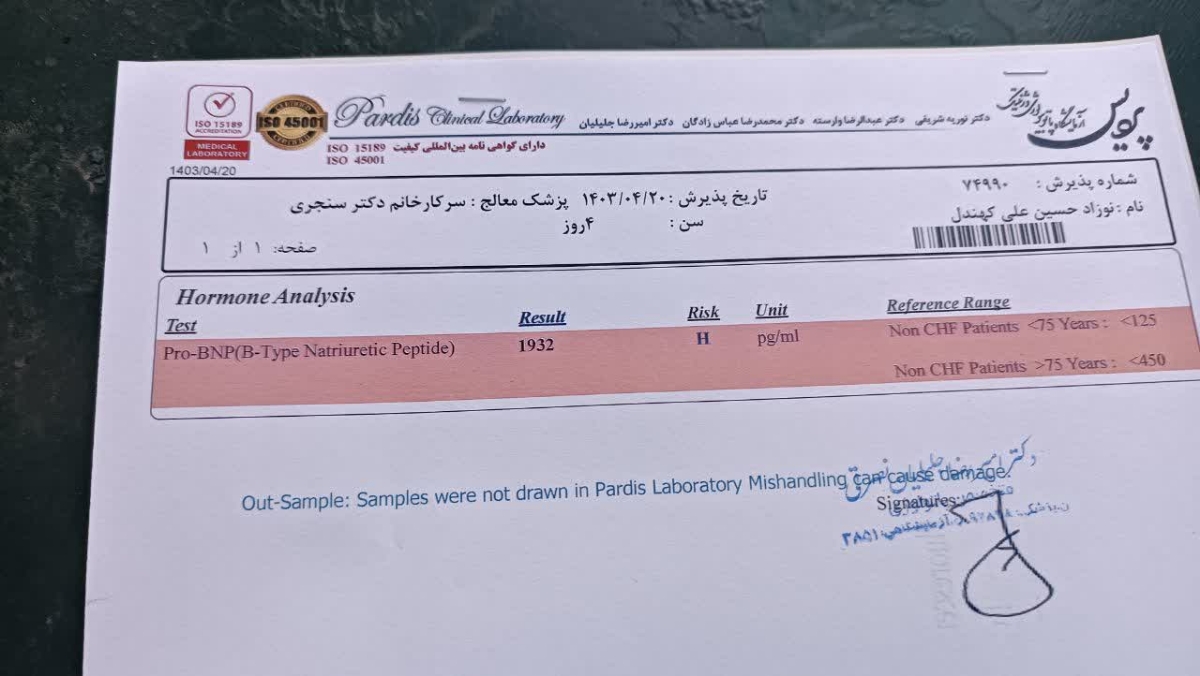 ISO 15189
ACCREDITATION
MEDICAL
LABORATORY
CERTIFIED
ISO 45001
Pardis Clinical Laboratory
دکتر نوریه شریفی دکتر عبدالرضا وارسته دکتر محمدرضا عباس زادگان دکتر امیررضا جلیلیان
پردیس
ISO 15189 دارای گواهی نامه بین‌المللی کیفیت
ISO 45001
1403/04/20
شماره پذیرش : ۷۴۹۹۰
تاریخ پذیرش : ۱۴۰۳/۰۴/۲۰ پزشک معالج : سرکارخانم دکتر سنجری
نام : نوزاد حسین علی کهندل
سن : ۴روز
صفحه: ۱ از ۱
Hormone Analysis
Test Result Risk Unit Reference Range
Pro-BNP(B-Type Natriuretic Peptide) 1932 H pg/ml Non CHF Patients <75 Years : <125
Non CHF Patients >75 Years : <450
Out-Sample: Samples were not drawn in Pardis Laboratory Mishandling can cause damage.
Signatures:
دکتر